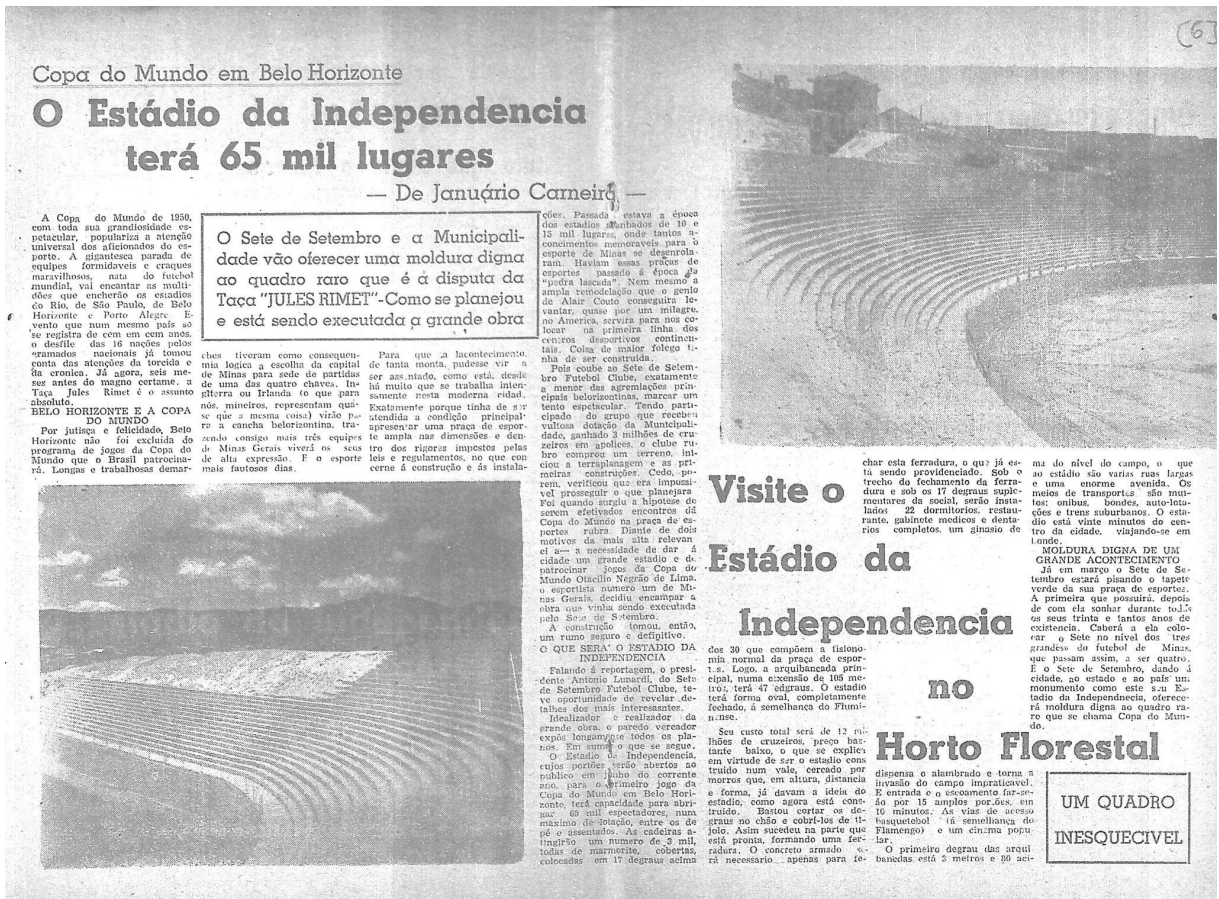 (6)
Copa do Mundo em Belo Horizonte
O Estádio da Independencia
terá 65 mil lugares
— De Januário Carneiro —
A Copa do Mundo de 1950,
com toda sua grandiosidade es-
petacular, populariza a atenção
universal dos aficionados do es-
porte. A gigantesca parada de
equipes formidaveis e craques
maravilhosos, nata do futebol
mundial, vai encantar as multi-
dões que encherão os estadios
do Rio, de São Paulo, de Belo
Horizonte e Porto Alegre. E-
vento que num mesmo país só
se registra de cem em cem anos,
o desfile das 16 nações pelos
gramados nacionais já tomou
conta das atenções da torcida e
da cronica. Já agora, seis me-
ses antes do magno certame, a
Taça Jules Rimet é o assunto
absoluto.
BELO HORIZONTE E A COPA
DO MUNDO
Por jutisça e felicidado, Belo
Horizonte não foi excluida do
programa de jogos da Copa do
Mundo que o Brasil patrocina-
rá. Longas e trabalhosas demar-
O Sete de Setembro e a Municipali-
dade vão oferecer uma moldura digna
ao quadro raro que é a disputa da
Taça "JULES RIMET"-Como se planejou
e está sendo executada a grande obra
ches tiveram como consequen-
mia logica a escolha da capital
de Minas para sede de partidas
de uma das quatro chaves. In-
glterra ou Irlanda (o que para
nós, mineiros, representam quá-
se que a mesma coisa) virão pa-
ra a cancha belorizontina, tra-
zendo consigo mais três equipes
de Minas Gerais viverá os seus
de alta expressão. E o esporte
mais fautosos dias.
Para que a lacontecimento,
de tanta monta, pudesse vir a
ser assntado, como está, desde
há muito que se trabalha inten-
samente nesta moderna cidad.
Exatamente porque tinha de ser
atendida a condição principal
apresentar uma praça de espor-
te ampla nas dimensões e den-
tro dos rigores impostos pelas
leis e regulamentos, no que con
cerne á construção e ás instala-
ções. Passada estava a época
dos estadios acanhados de 10 e
15 mil lugares, onde tantos a-
concimentos memoraveis para o
esporte de Minas se desenrola
ram. Haviam essas praças de
esportes passado á época da
"pedra lascada". Nem mesmo a
ampla remodelação que o genio
de Alair Couto conseguira le-
vantar, quase por um milagre,
no America, servira para nos co-
locar na primeira linha dos
centros desportivos continen-
tais. Coisa de maior folego ti-
nha de ser construida.
Pois coube ao Sete de Setem-
bro Futebol Clube, exatamente
a menor das agremiações prin-
cipais belorizontinas, marcar um
tento espetacular. Tendo parti-
cipado do grupo que recebeu
vultosa dotação da Municipali-
dade, ganhado 3 milhões de cru-
zeiros em apolices, o clube ru-
bro comprou um terreno, ini-
ciou a terraplanagem e as pri-
meiras construções. Cedo, po-
rem, verificou que era impossi-
vel prosseguir o que planejara
Foi quando surgiu a hipotese de
serem efetivados encontros da
Copa do Mundo na praça de es-
portes rubra. Diante de dois
motivos da mais alta relevan
ci a— a necessidade de dar á
cidade um grande estadio e de
patrocinar jogos da Copa do
Mundo Otacilio Negrão de Lima,
o esportista numero um de Mi-
nas Gerais, decidiu encampar a
obra que vinha sendo executada
pelo Sete de Setembro.
A construção tomou, então,
um rumo seguro e defipitivo.
O QUE SERA' O ESTADIO DA
INDEPENDENCIA
Falando á reportagem, o presi-
dente Antonio Lunardi, do Sete
de Setembro Futebol Clube, te-
ve oportunidade de revelar de-
talhes dos mais interesasntes.
Idealizador e realizador da
grande obra, o paredo vereador
expôs longamente todos os pla-
nos. Em suma o que se segue.
O Estadio da Independencia,
cujos portões serão abertos ao
publico em junho do corrente
ano, para o primeiro jogo da
Copa do Mundo em Belo Hori-
zonte, terá capacidade para abri-
gar 65 mil espectadores, num
maximo de lotação, entre os de
pé e assentados. As cadeiras a-
tingirão um numero de 3 mil,
todas de marmorite, cobertas,
colocadas em 17 degraus acima
Visite o
Estádio da
Independencia
no
Horto Florestal
dos 30 que compõem a fisiono-
mia normal da praça de espor-
tes. Logo, a arquibancada prin-
cipal, numa extensão de 105 me-
tros, terá 47 edgraus. O estadio
terá forma oval, completamente
fechado, á semelhança do Flumi-
nense.
Seu custo total será de 12 mi-
lhões de cruzeiros, preço bas-
tante baixo, o que se explica
em virtude de ser o estadio cons
truido num vale, cercado por
morros que, em altura, distancia
e forma, já davam a ideia do
estadio, como agora está cons-
truido. Bastou cortar os de-
graus no chão e cobrí-los de ti-
jolo. Asim sucedeu na parte que
está pronta, formando uma fer-
radura. O concreto armado se-
rá necessario apenas para fe-
char esta ferradura, o que já es-
tá sendo providenciado. Sob o
trecho do fechamento da ferra-
dura e sob os 17 degraus suple-
mentares da social, serão insta-
lados 22 dormitorios, restau-
rante, gabinete medicos e denta-
rios completos, um ginasio de
dispensa o alambrado e torna a
invasão do campo impraticavel.
E entrada e o escoamento far-se-
ão por 15 amplos portões, em
10 minutos. As vias de acesso
basquetebol (á semelhança do
Flamengo) e um cinema popu-
lar.
O primeiro degrau das arqui
banedas está 3 metros e 80 aci-
ma do nivel do campo, o que
ao estádio são varias ruas largas
e uma enorme avenida. Os
meios de transportes são mui-
tos: onibus, bondes, auto-lota-
ções e trens suburbanos. O esta-
dio está vinte minutos do cen-
tro da cidade, viajando-se em
bonde.
MOLDURA DIGNA DE UM
GRANDE ACONTECIMENTO
Já em março o Sete de Se-
tembro estará pisando o tapete
verde da sua praça de esportes.
A primeira que possuirá, depois
de com ela sonhar durante todos
os seus trinta e tantos anos de
existencia. Caberá a ela colo-
car o Sete no nivel dos tres
grandeso do futebol de Minas,
que passam assim, a ser quatro.
E o Sete de Setembro, dando á
cidade, ao estado e ao país um
monumento como este seu Es-
tadio da Independnecia, oferece-
rá moldura digna ao quadro ra-
ro que se chama Copa do Mun-
do.
UM QUADRO
INESQUECIVEL